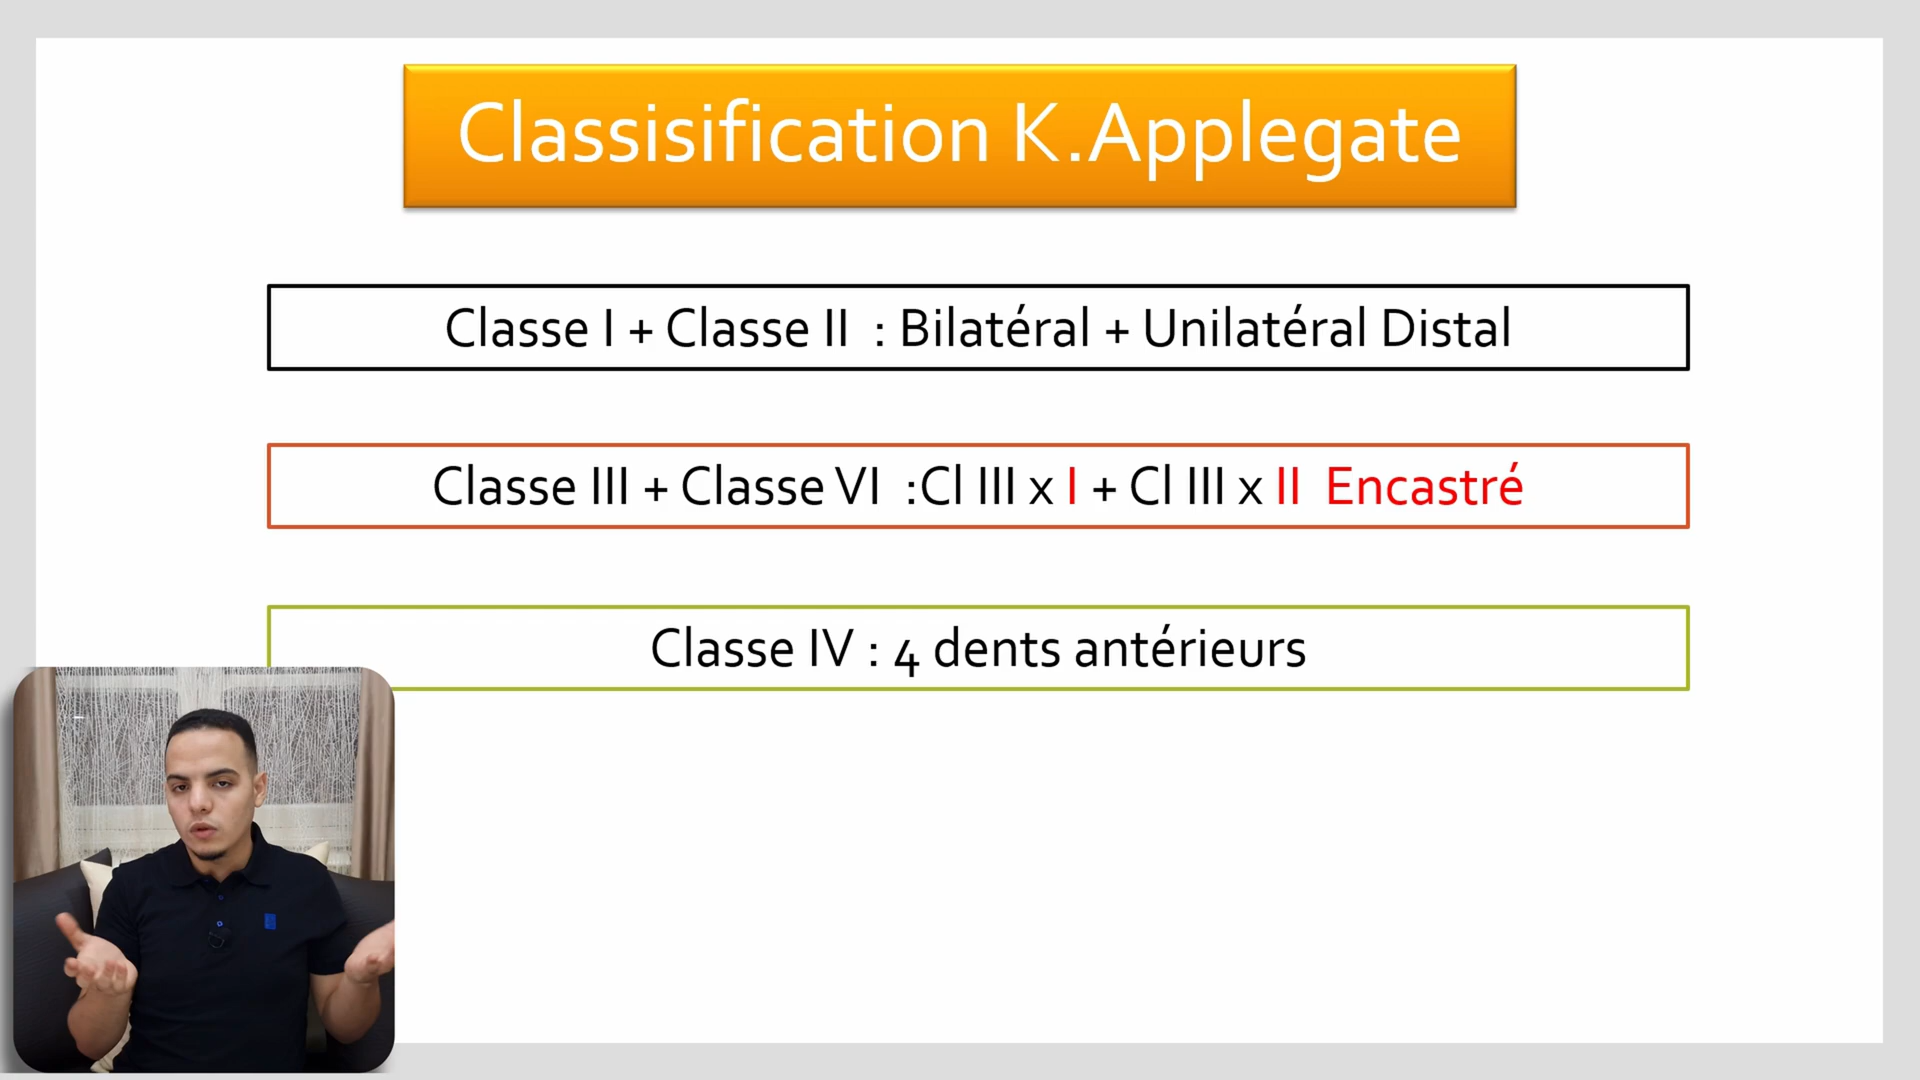 Classisification K.Applegate
Classe I + Classe II : Bilatéral + Unilatéral Distal
Classe III + Classe VI :Cl III x I + Cl III x II Encastré
Classe IV : 4 dents antérieurs